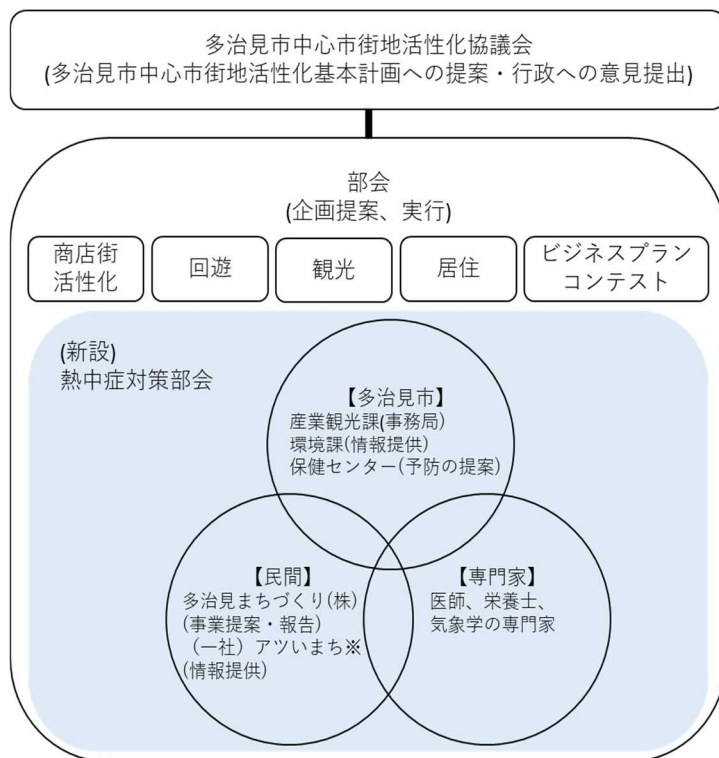 多治見市中心市街地活性化協議会
(多治見市中心市街地活性化基本計画への提案・行政への意見提出)
部会
(企画提案、実行)
商店街
活性化
回遊
観光
居住
ビジネスプラン
コンテスト
(新設)
熱中症対策部会
【多治見市】
産業観光課(事務局)
環境課(情報提供)
保健センター(予防の提案)
【民間】
多治見まちづくり(株)
(事業提案・報告)
（一社）アツいまち※
(情報提供)
【専門家】
医師、栄養士、
気象学の専門家